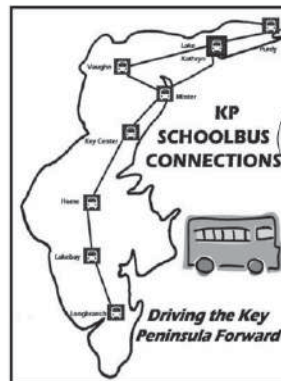 Lake
Kathryn
Purdy
Vaughn
Minter
KP
SCHOOLBUS
CONNECTIONS
Key Center
Home
Lakebay
Longbranch
Driving the Key
Peninsula Forward